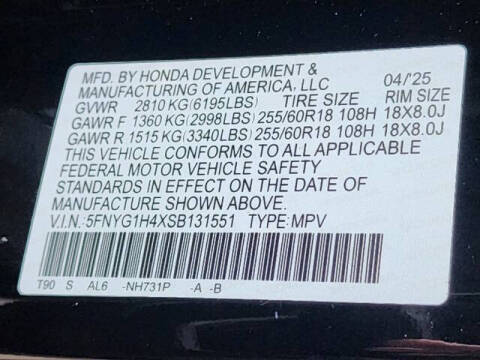 MFD. BY HONDA DEVELOPMENT & 04/'25
MANUFACTURING OF AMERICA, LLC
GVWR 2810 KG(6195LBS) TIRE SIZE RIM SIZE
GAWR F 1360 KG(2998LBS) 255/60R18 108H 18X8.0J
GAWR R 1515 KG(3340LBS) 255/60R18 108H 18X8.0J
THIS VEHICLE CONFORMS TO ALL APPLICABLE
FEDERAL MOTOR VEHICLE SAFETY
STANDARDS IN EFFECT ON THE DATE OF
MANUFACTURE SHOWN ABOVE.
V.I.N.:5FNYG1H4XSB131551 TYPE:MPV
T90 S AL6 -NH731P -A -B